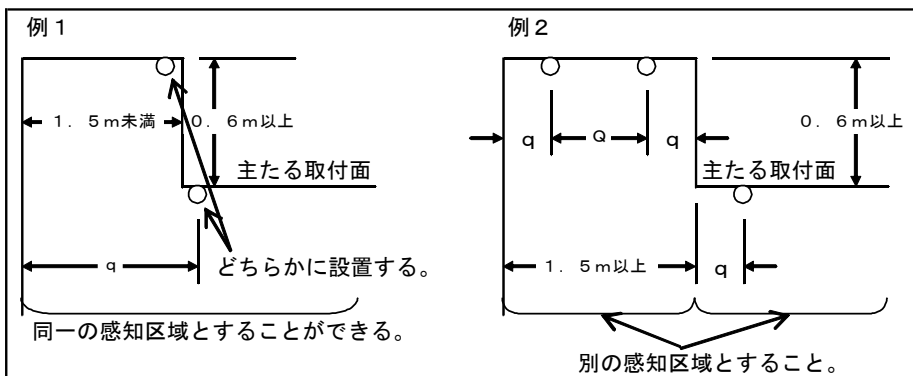 例1
1.5m未満
0.6m以上
主たる取付面
q
どちらかに設置する。
同一の感知区域とすることができる。
例2
0.6m以上
q
Q
q
主たる取付面
1.5m以上
q
別の感知区域とすること。